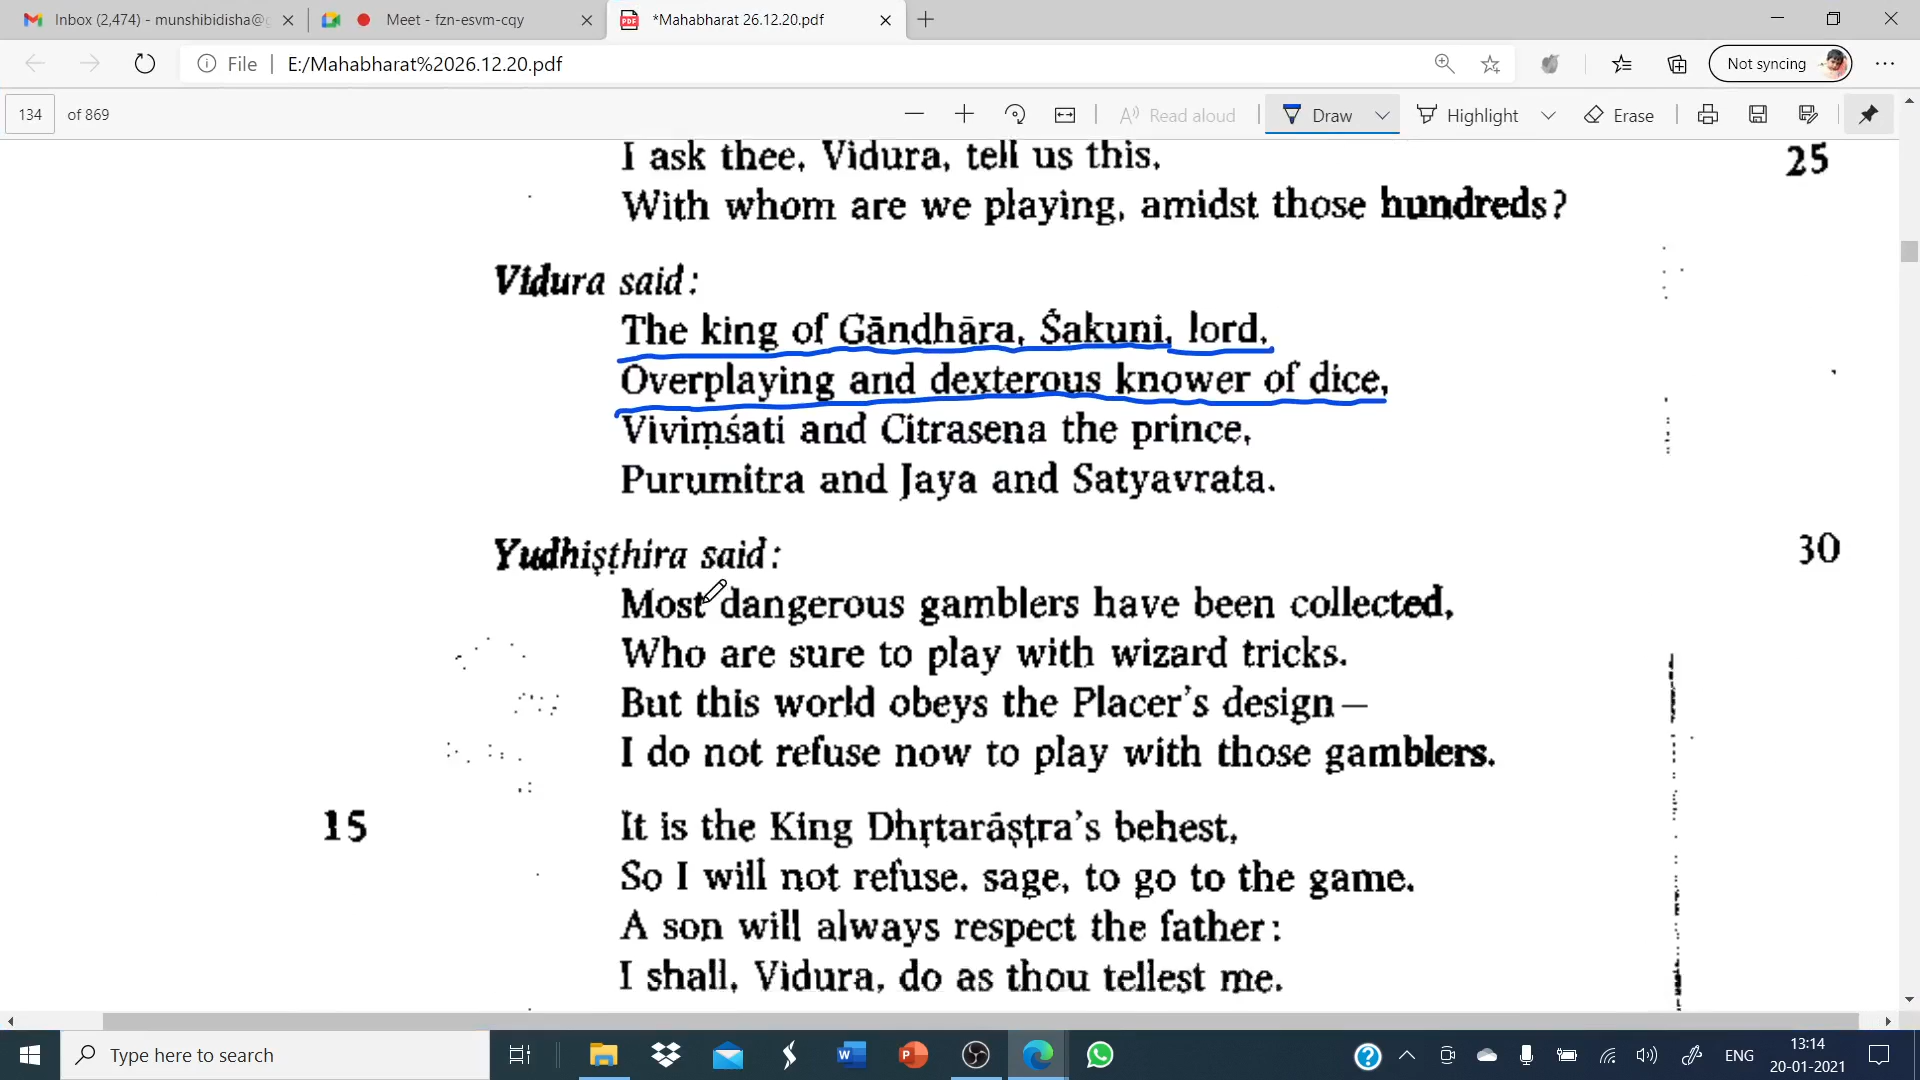 Inbox (2,474) - munshibidisha@g
Meet - fzn-esvm-cqy
*Mahabharat 26.12.20.pdf
File
E:/Mahabharat%2026.12.20.pdf
Not syncing
134 of 869
Read aloud
Draw
Highlight
Erase
I ask thee, Vidura, tell us this,
25
With whom are we playing, amidst those hundreds?
Vidura said:
The king of Gāndhāra, Śakuni, lord,
Overplaying and dexterous knower of dice,
Viviṃśati and Citrasena the prince,
Purumitra and Jaya and Satyavrata.
Yudhiṣṭhira said:
30
Most dangerous gamblers have been collected,
Who are sure to play with wizard tricks.
But this world obeys the Placer's design—
I do not refuse now to play with those gamblers.
15 It is the King Dhṛtarāṣṭra's behest,
So I will not refuse, sage, to go to the game.
A son will always respect the father:
I shall, Vidura, do as thou tellest me.
Type here to search
ENG
13:14
20-01-2021